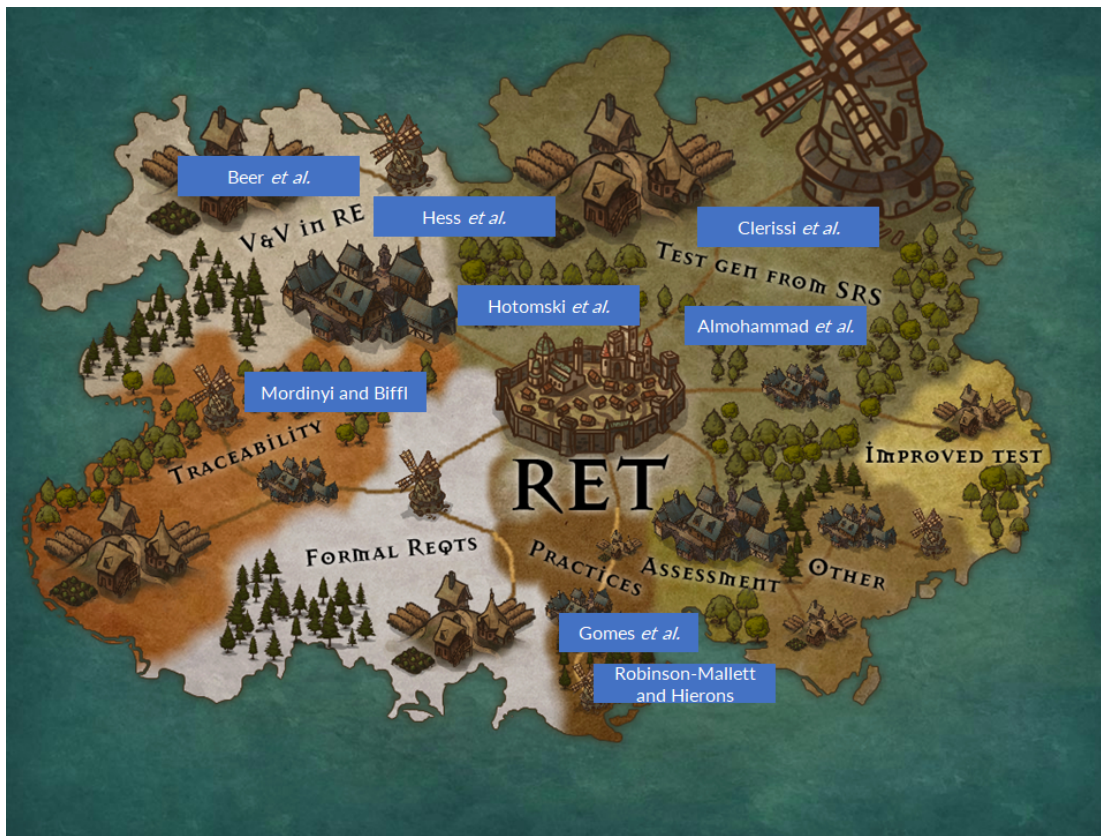 Beer et al.
Hess et al.
V&V in RE
Clerissi et al.
Test gen from SRS
Hotomski et al.
Almohammad et al.
Mordinyi and Biffl
Traceability
Improved test
RET
Formal Reqts
Practices
Assessment
Other
Gomes et al.
Robinson-Mallett
and Hierons